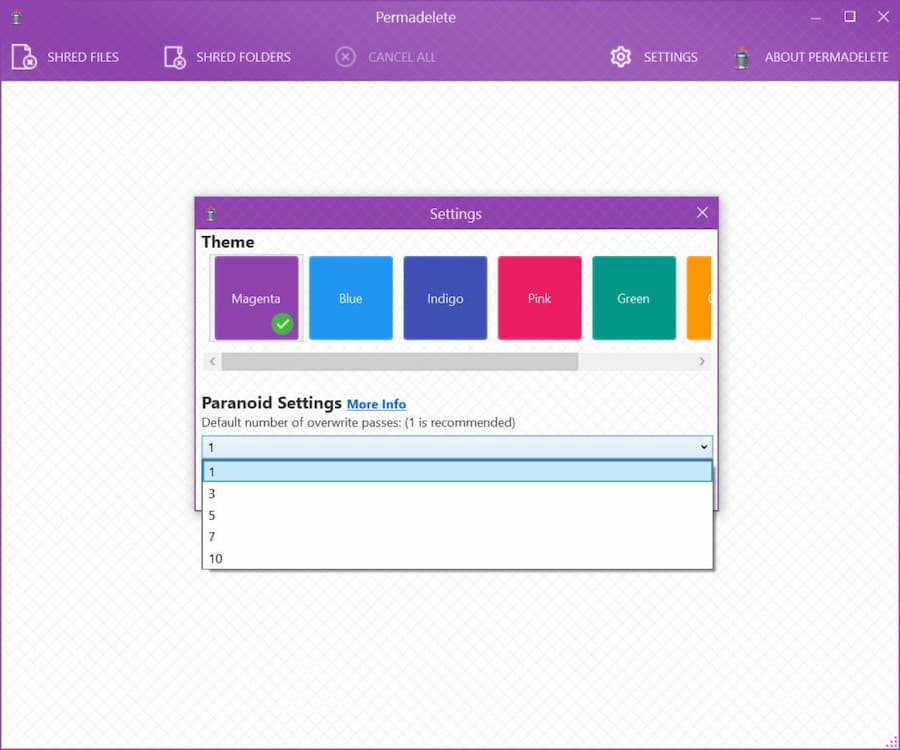 Permadelete
SHRED FILES SHRED FOLDERS CANCEL ALL SETTINGS ABOUT PERMADELETE
Settings
Theme
Magenta Blue Indigo Pink Green
Paranoid Settings More Info
Default number of overwrite passes: (1 is recommended)
1
1
3
5
7
10